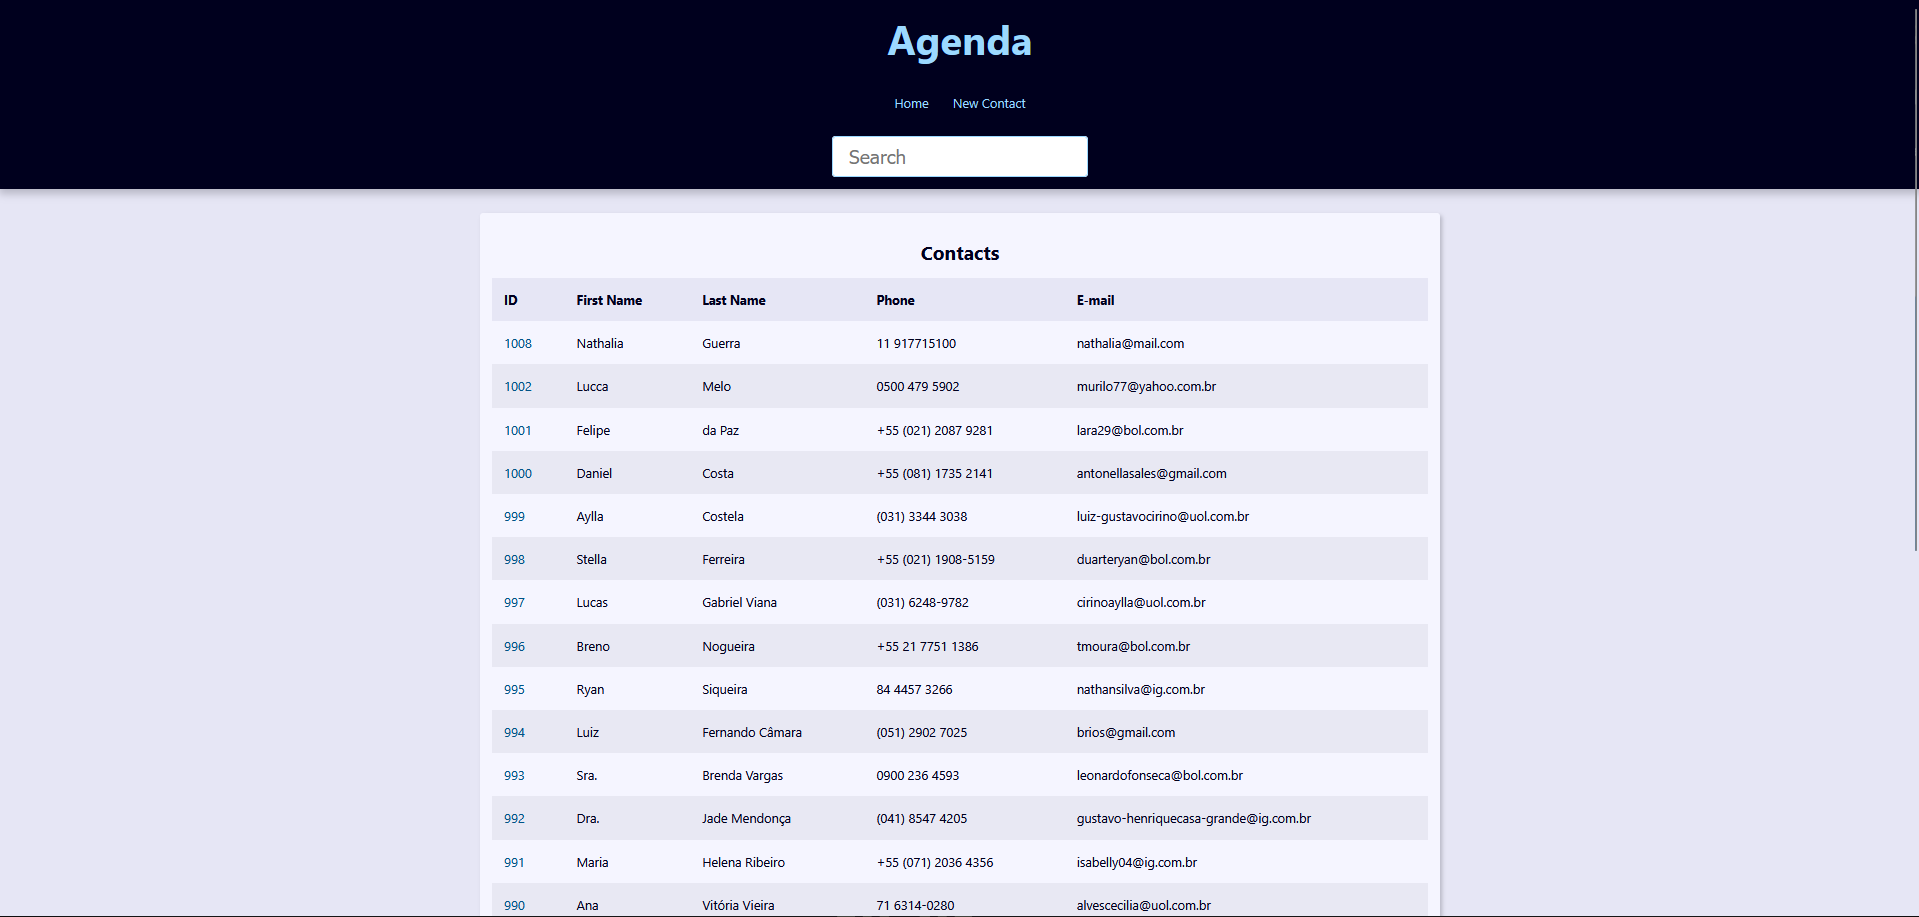 Agenda
Home New Contact
Search
Contacts
ID First Name Last Name Phone E-mail
1008 Nathalia Guerra 11 917715100 nathalia@mail.com
1002 Lucca Melo 0500 479 5902 murilo77@yahoo.com.br
1001 Felipe da Paz +55 (021) 2087 9281 lara29@bol.com.br
1000 Daniel Costa +55 (081) 1735 2141 antonellasales@gmail.com
999 Aylla Costela (031) 3344 3038 luiz-gustavocirino@uol.com.br
998 Stella Ferreira +55 (021) 1908-5159 duarteryan@bol.com.br
997 Lucas Gabriel Viana (031) 6248-9782 cirinoaylla@uol.com.br
996 Breno Nogueira +55 21 7751 1386 tmoura@bol.com.br
995 Ryan Siqueira 84 4457 3266 nathansilva@ig.com.br
994 Luiz Fernando Câmara (051) 2902 7025 brios@gmail.com
993 Sra. Brenda Vargas 0900 236 4593 leonardofonseca@bol.com.br
992 Dra. Jade Mendonça (041) 8547 4205 gustavo-henriquecasa-grande@ig.com.br
991 Maria Helena Ribeiro +55 (071) 2036 4356 isabelly04@ig.com.br
990 Ana Vitória Vieira 71 6314-0280 alvescecilia@uol.com.br